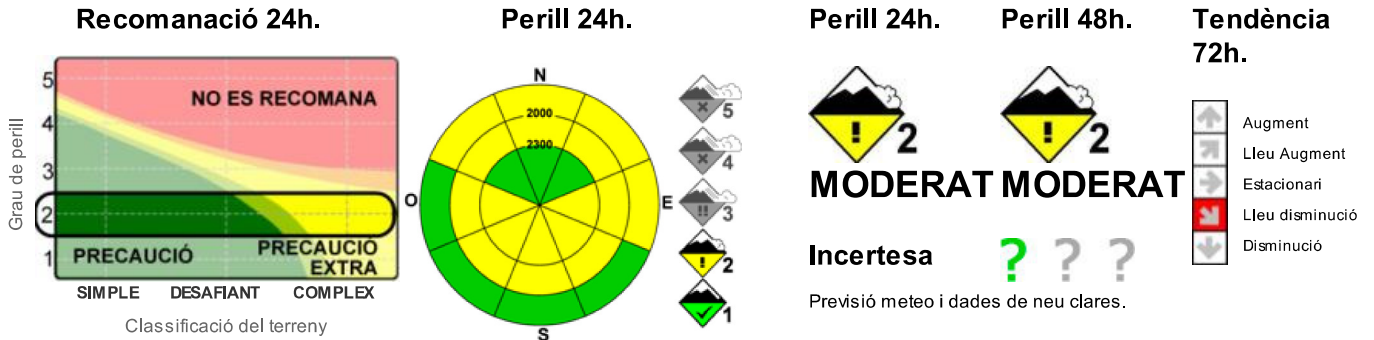 Recomanació 24h.
Perill 24h.
Perill 24h.
Perill 48h.
Tendència
72h.
Grau de perill
5
4
3
2
1
NO ES RECOMANA
PRECAUCIÓ
PRECAUCIÓ
EXTRA
SIMPLE
DESAFIANT
COMPLEX
Classificació del terreny
N
2000
2300
O
E
S
5
4
!! 3
! 2
1
! 2
! 2
MODERAT
MODERAT
Incertesa
? ? ?
Previsió meteo i dades de neu clares.
Augment
Lleu Augment
Estacionari
Lleu disminució
Disminució